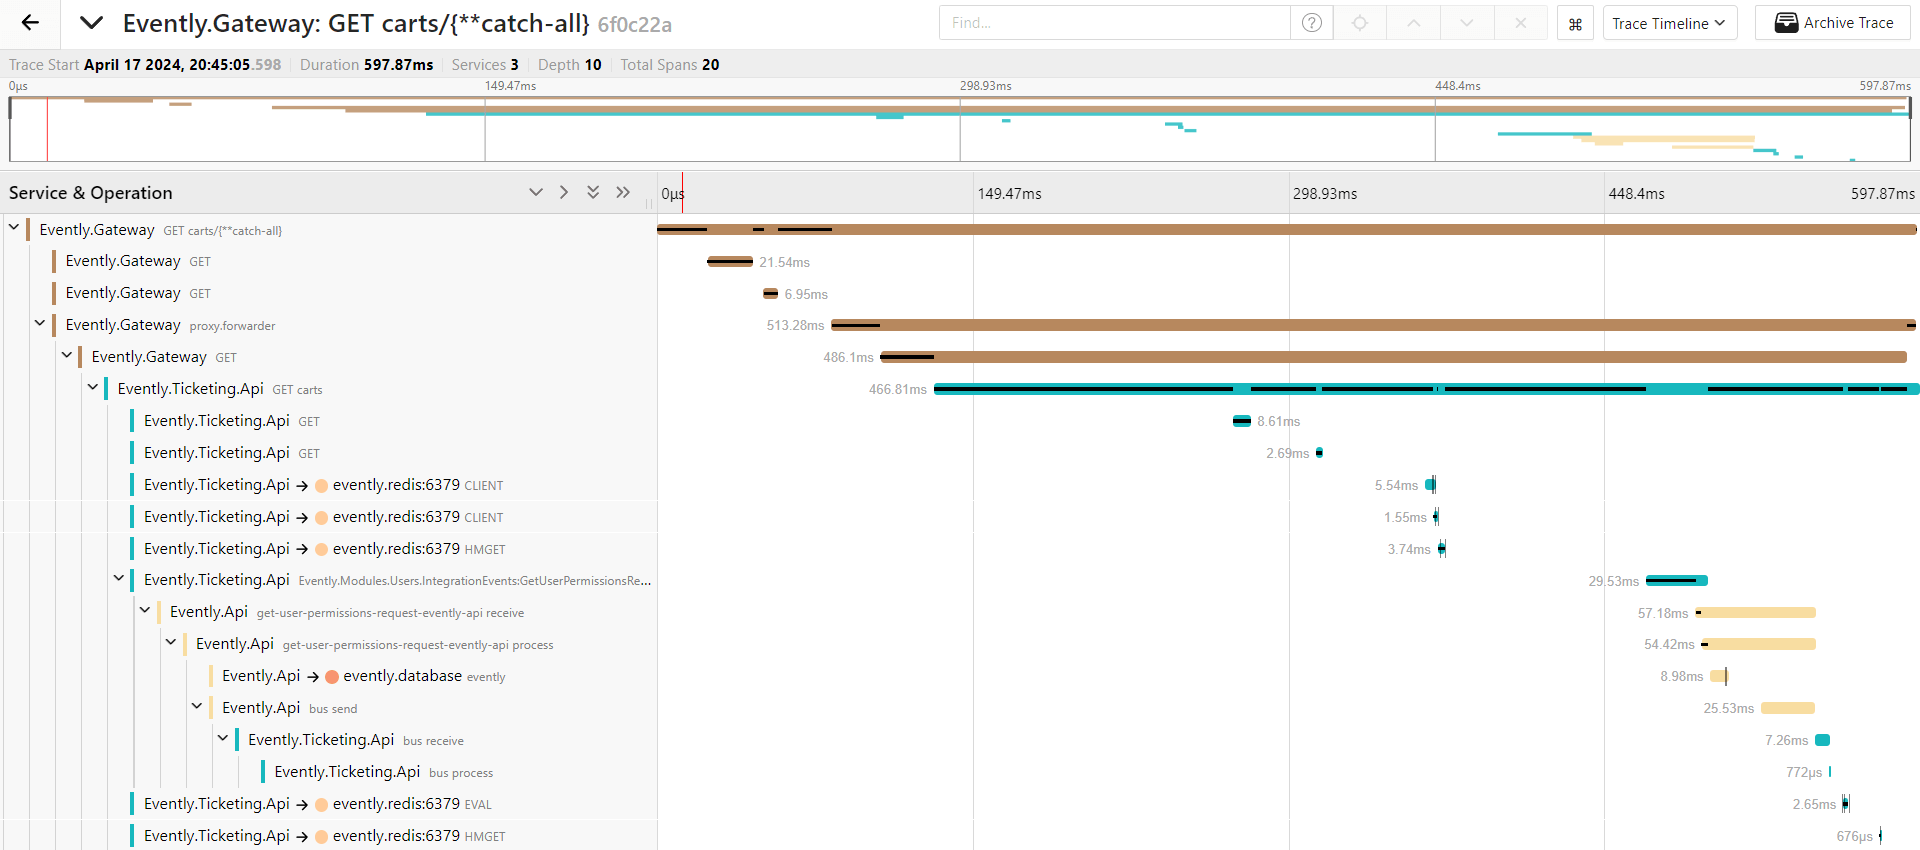 Evently.Gateway: GET carts/{**catch-all} 6f0c22a
Find...
Trace Timeline
Archive Trace
Trace Start April 17 2024, 20:45:05.598 Duration 597.87ms Services 3 Depth 10 Total Spans 20
0μs 149.47ms 298.93ms 448.4ms 597.87ms
Service & Operation 0μs 149.47ms 298.93ms 448.4ms 597.87ms
Evently.Gateway GET carts/{**catch-all}
Evently.Gateway GET 21.54ms
Evently.Gateway GET 6.95ms
Evently.Gateway proxy.forwarder 513.28ms
Evently.Gateway GET 486.1ms
Evently.Ticketing.Api GET carts 466.81ms
Evently.Ticketing.Api GET 8.61ms
Evently.Ticketing.Api GET 2.69ms
Evently.Ticketing.Api → evently.redis:6379 CLIENT 5.54ms
Evently.Ticketing.Api → evently.redis:6379 CLIENT 1.55ms
Evently.Ticketing.Api → evently.redis:6379 HMGET 3.74ms
Evently.Ticketing.Api Evently.Modules.Users.IntegrationEvents:GetUserPermissionsRe... 29.53ms
Evently.Api get-user-permissions-request-evently-api receive 57.18ms
Evently.Api get-user-permissions-request-evently-api process 54.42ms
Evently.Api → evently.database evently 8.98ms
Evently.Api bus send 25.53ms
Evently.Ticketing.Api bus receive 7.26ms
Evently.Ticketing.Api bus process 772μs
Evently.Ticketing.Api → evently.redis:6379 EVAL 2.65ms
Evently.Ticketing.Api → evently.redis:6379 HMGET 676μs